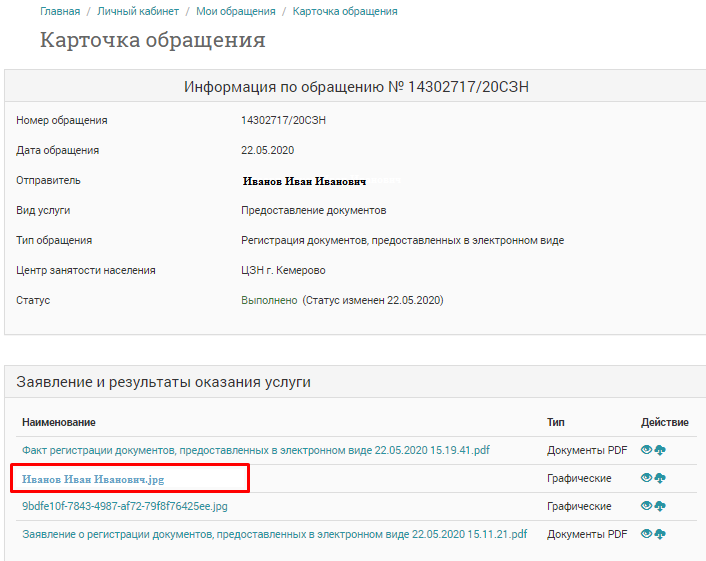 Главная / Личный кабинет / Мои обращения / Карточка обращения
Карточка обращения
Информация по обращению № 14302717/20СЗН
Номер обращения 14302717/20СЗН
Дата обращения 22.05.2020
Отправитель Иванов Иван Иванович
Вид услуги Предоставление документов
Тип обращения Регистрация документов, предоставленных в электронном виде
Центр занятости населения ЦЗН г. Кемерово
Статус Выполнено (Статус изменен 22.05.2020)
Заявление и результаты оказания услуги
Наименование Тип Действие
Факт регистрации документов, предоставленных в электронном виде 22.05.2020 15.19.41.pdf Документы PDF
Иванов Иван Иванович.jpg Графические
9bdfe10f-7843-4987-af72-79f8f76425ee.jpg Графические
Заявление о регистрации документов, предоставленных в электронном виде 22.05.2020 15.11.21.pdf Документы PDF